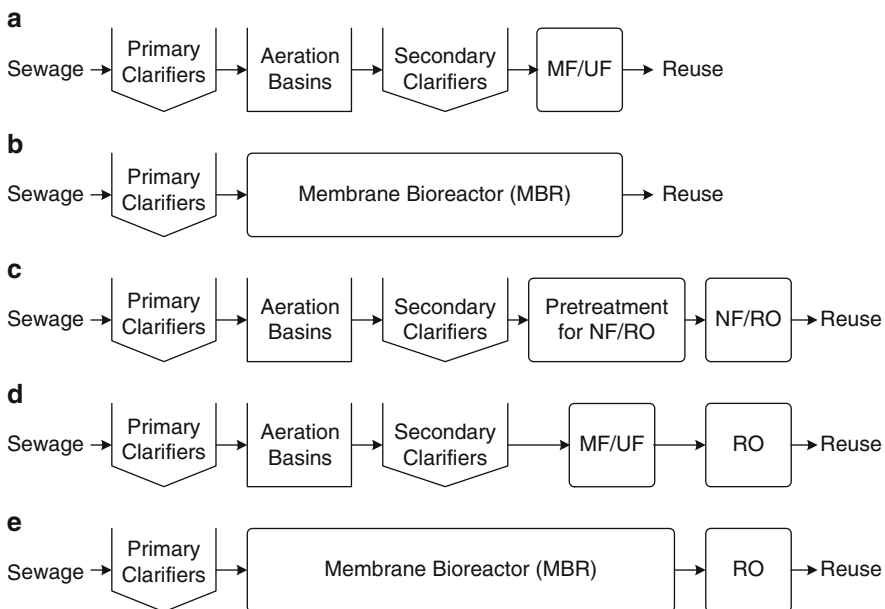 a
Sewage
Primary
Clarifiers
Aeration
Basins
Secondary
Clarifiers
MF/UF
Reuse
b
Sewage
Primary
Clarifiers
Membrane Bioreactor (MBR)
Reuse
c
Sewage
Primary
Clarifiers
Aeration
Basins
Secondary
Clarifiers
Pretreatment
for NF/RO
NF/RO
Reuse
d
Sewage
Primary
Clarifiers
Aeration
Basins
Secondary
Clarifiers
MF/UF
RO
Reuse
e
Sewage
Primary
Clarifiers
Membrane Bioreactor (MBR)
RO
Reuse